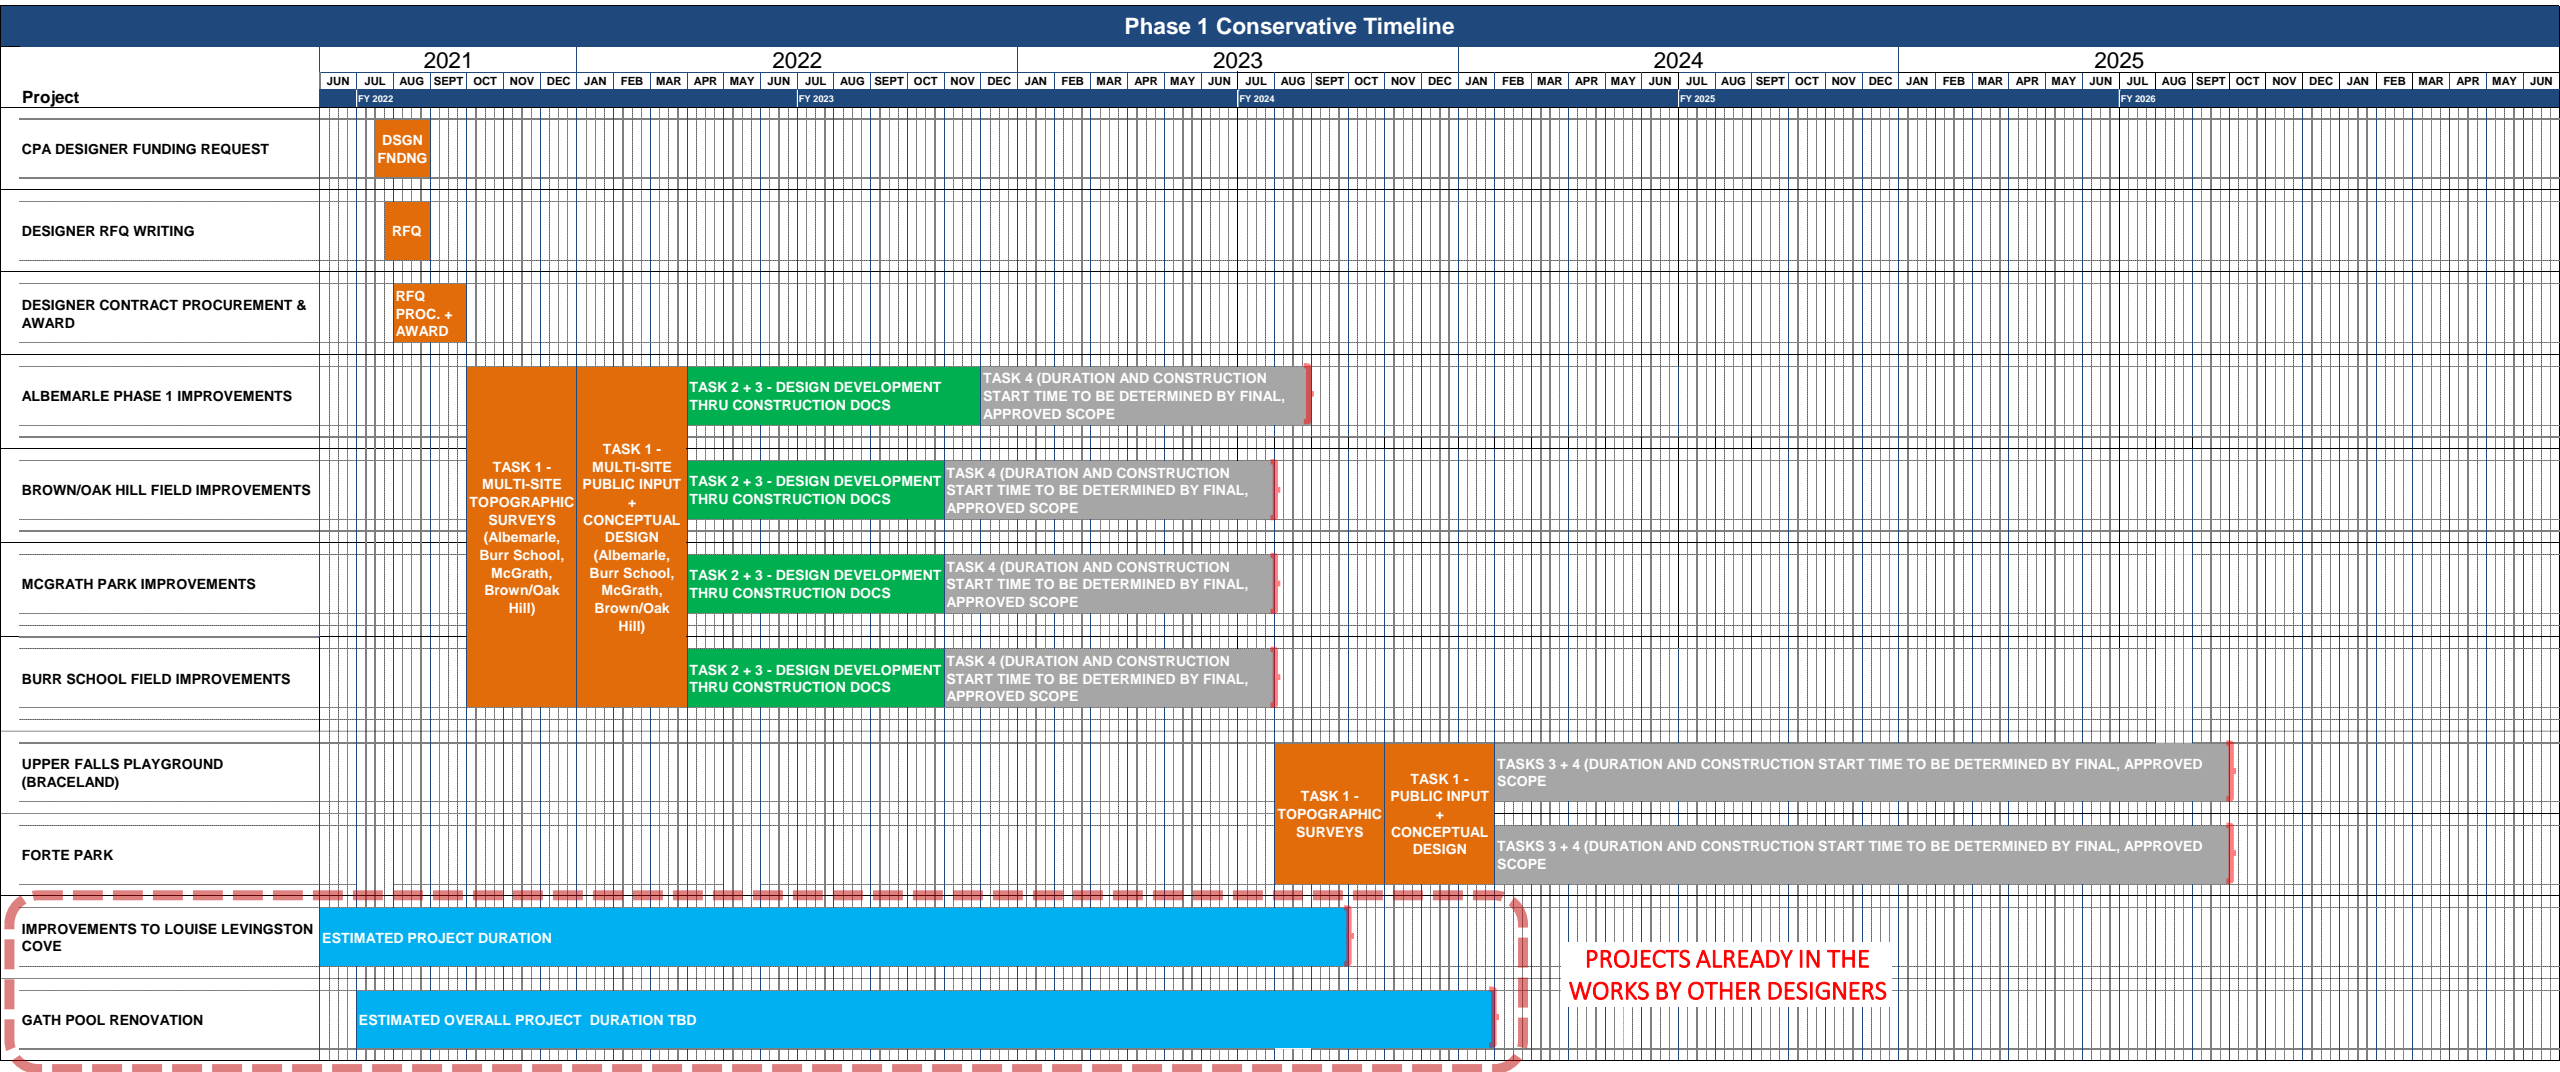 Phase 1 Conservative Timeline
2021 2022 2023 2024 2025
JUN JUL AUG SEPT OCT NOV DEC JAN FEB MAR APR MAY JUN JUL AUG SEPT OCT NOV DEC JAN FEB MAR APR MAY JUN JUL AUG SEPT OCT NOV DEC JAN FEB MAR APR MAY JUN JUL AUG SEPT OCT NOV DEC JAN FEB MAR APR MAY JUN JUL AUG SEPT OCT NOV DEC JAN FEB MAR APR MAY JUN
Project
FY 2022 FY 2023 FY 2024 FY 2025 FY 2026
CPA DESIGNER FUNDING REQUEST
DSGN
FNDNG
DESIGNER RFQ WRITING
RFQ
DESIGNER CONTRACT PROCUREMENT &
AWARD
RFQ
PROC. +
AWARD
ALBEMARLE PHASE 1 IMPROVEMENTS
TASK 1 -
MULTI-SITE
TOPOGRAPHIC
SURVEYS
(Albemarle,
Burr School,
McGrath,
Brown/Oak
Hill)
TASK 1 -
MULTI-SITE
PUBLIC INPUT
+
CONCEPTUAL
DESIGN
(Albemarle,
Burr School,
McGrath,
Brown/Oak
Hill)
TASK 2 + 3 - DESIGN DEVELOPMENT
THRU CONSTRUCTION DOCS
TASK 4 (DURATION AND CONSTRUCTION
START TIME TO BE DETERMINED BY FINAL,
APPROVED SCOPE
BROWN/OAK HILL FIELD IMPROVEMENTS
TASK 2 + 3 - DESIGN DEVELOPMENT
THRU CONSTRUCTION DOCS
TASK 4 (DURATION AND CONSTRUCTION
START TIME TO BE DETERMINED BY FINAL,
APPROVED SCOPE
MCGRATH PARK IMPROVEMENTS
TASK 2 + 3 - DESIGN DEVELOPMENT
THRU CONSTRUCTION DOCS
TASK 4 (DURATION AND CONSTRUCTION
START TIME TO BE DETERMINED BY FINAL,
APPROVED SCOPE
BURR SCHOOL FIELD IMPROVEMENTS
TASK 2 + 3 - DESIGN DEVELOPMENT
THRU CONSTRUCTION DOCS
TASK 4 (DURATION AND CONSTRUCTION
START TIME TO BE DETERMINED BY FINAL,
APPROVED SCOPE
UPPER FALLS PLAYGROUND
(BRACELAND)
TASK 1 -
TOPOGRAPHIC
SURVEYS
TASK 1 -
PUBLIC INPUT
+
CONCEPTUAL
DESIGN
TASKS 3 + 4 (DURATION AND CONSTRUCTION START TIME TO BE DETERMINED BY FINAL, APPROVED
SCOPE
FORTE PARK
TASKS 3 + 4 (DURATION AND CONSTRUCTION START TIME TO BE DETERMINED BY FINAL, APPROVED
SCOPE
IMPROVEMENTS TO LOUISE LEVINGSTON
COVE
ESTIMATED PROJECT DURATION
PROJECTS ALREADY IN THE
WORKS BY OTHER DESIGNERS
GATH POOL RENOVATION
ESTIMATED OVERALL PROJECT DURATION TBD